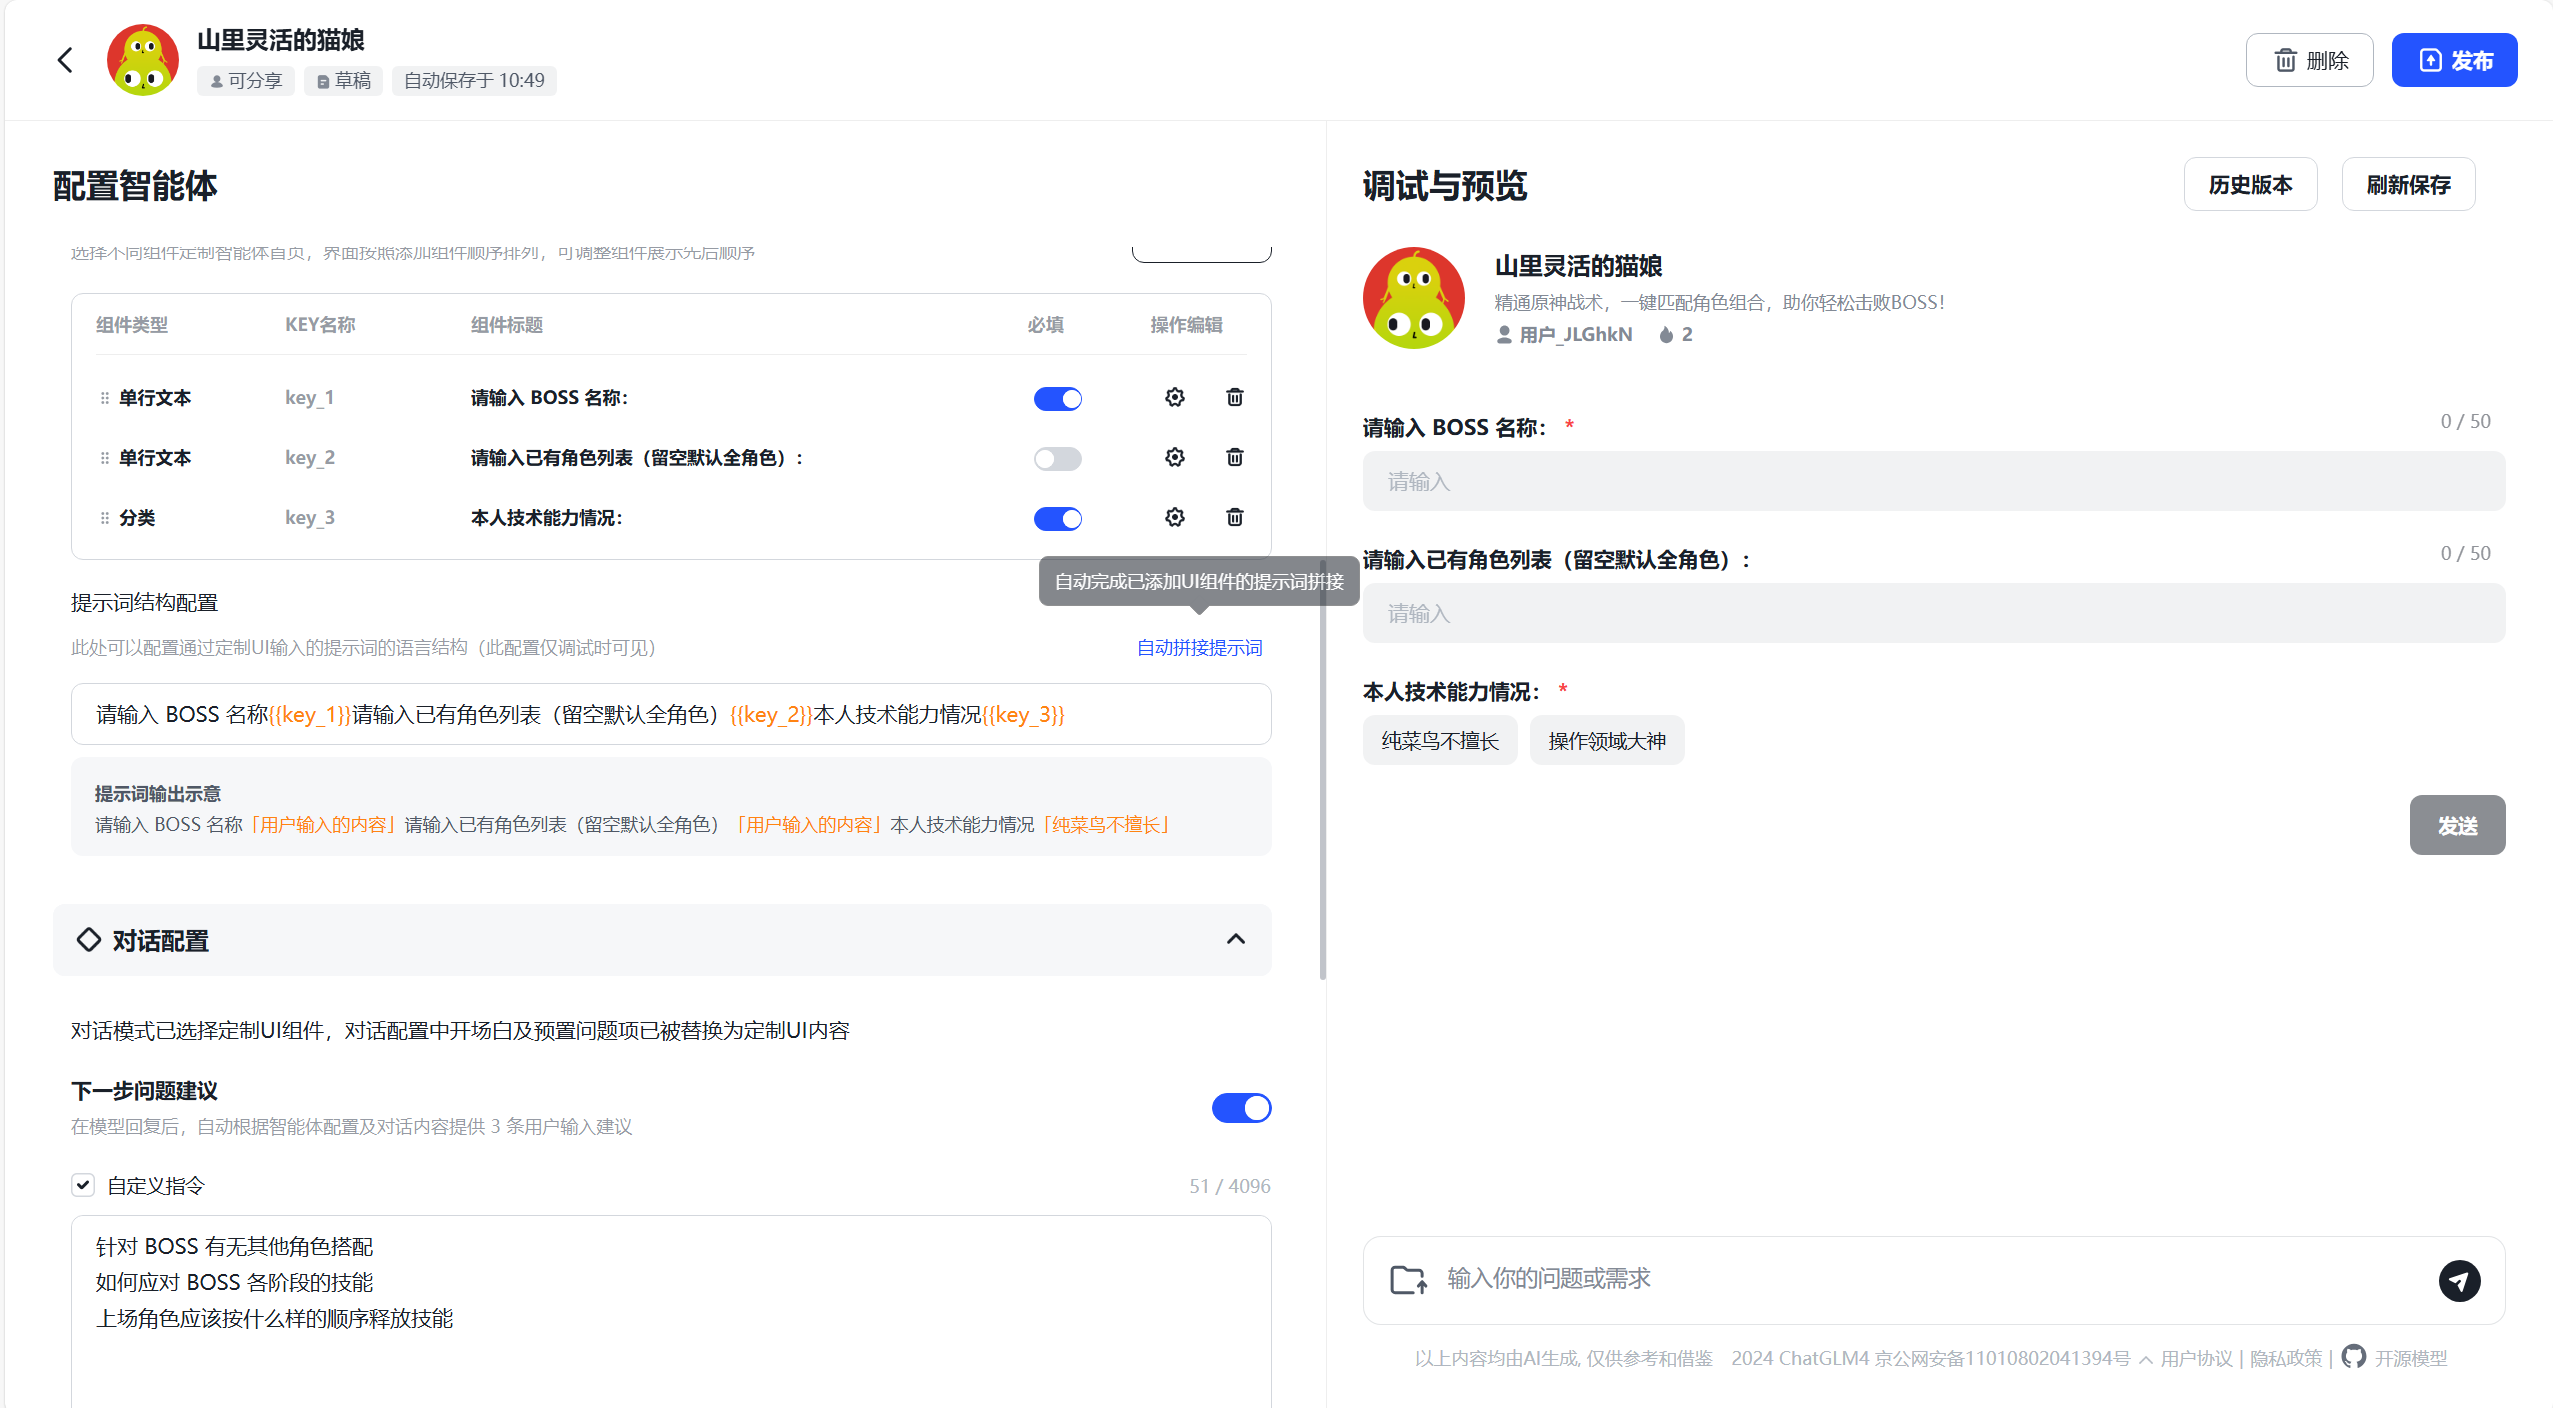 山里灵活的猫娘
可分享 草稿 自动保存于 10:49
删除
发布
配置智能体
选择不同组件定制智能体首页，界面按照添加组件顺序排列，可调整组件展示先后顺序
组件类型 KEY名称 组件标题 必填 操作编辑
单行文本 key_1 请输入 BOSS 名称：
单行文本 key_2 请输入已有角色列表（留空默认全角色）：
分类 key_3 本人技术能力情况：
自动完成已添加UI组件的提示词拼接
提示词结构配置
此处可以配置通过定制UI输入的提示词的语言结构（此配置仅调试时可见）
自动拼接提示词
请输入 BOSS 名称{{key_1}}请输入已有角色列表（留空默认全角色）{{key_2}}本人技术能力情况{{key_3}}
提示词输出示意
请输入 BOSS 名称「用户输入的内容」请输入已有角色列表（留空默认全角色）「用户输入的内容」本人技术能力情况「纯菜鸟不擅长」
对话配置
对话模式已选择定制UI组件，对话配置中开场白及预置问题项已被替换为定制UI内容
下一步问题建议
在模型回复后，自动根据智能体配置及对话内容提供 3 条用户输入建议
自定义指令
51 / 4096
针对 BOSS 有无其他角色搭配
如何应对 BOSS 各阶段的技能
上场角色应该按什么样的顺序释放技能
调试与预览
历史版本
刷新保存
山里灵活的猫娘
精通原神战术，一键匹配角色组合，助你轻松击败BOSS！
用户_JLGhkN 2
请输入 BOSS 名称： *
0 / 50
请输入
请输入已有角色列表（留空默认全角色）：
0 / 50
请输入
本人技术能力情况： *
纯菜鸟不擅长 操作领域大神
发送
输入你的问题或需求
以上内容均由AI生成, 仅供参考和借鉴 2024 ChatGLM4 京公网安备11010802041394号 用户协议 | 隐私政策 | 开源模型